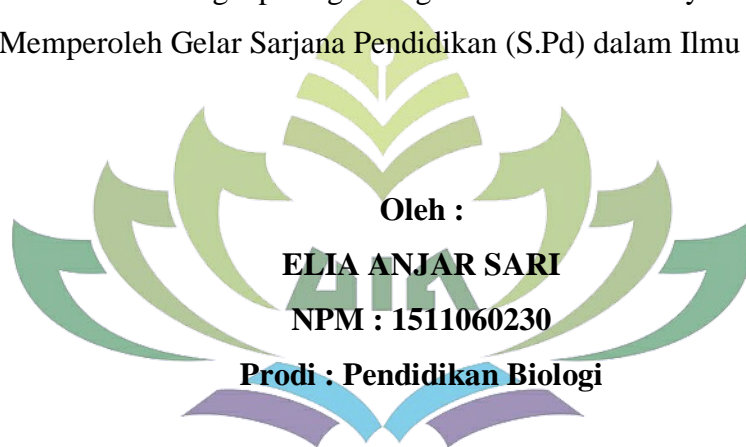 Memperoleh Gelar Sarjana Pendidikan (S.Pd) dalam Ilmu
Oleh :
ELIA ANJAR SARI
NPM : 1511060230
Prodi : Pendidikan Biologi